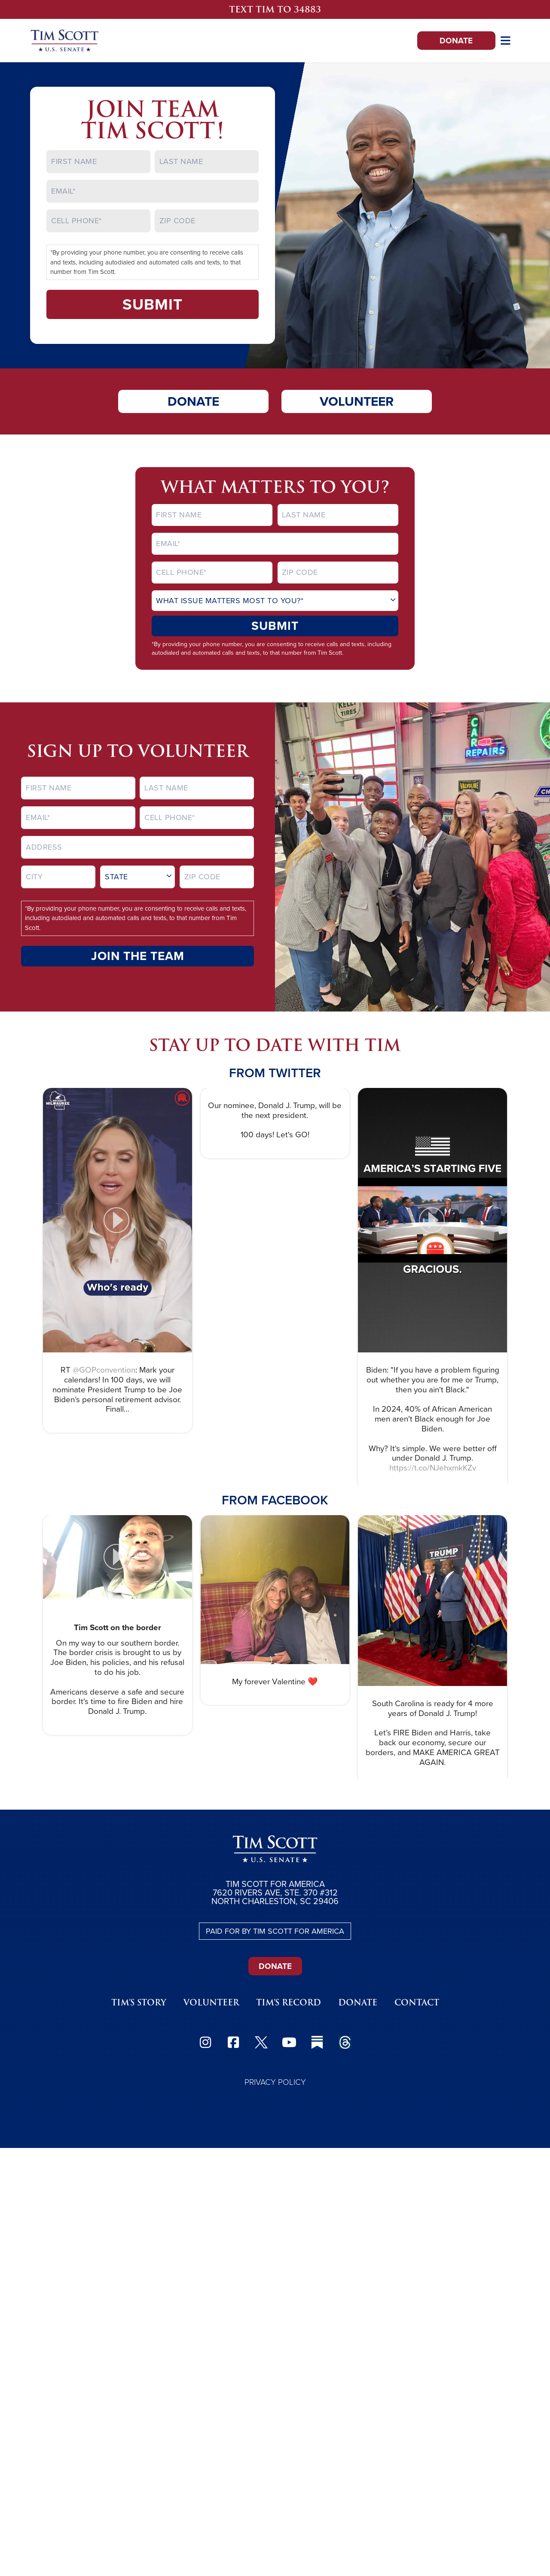 TEXT TIM TO 34883
TIM SCOTT
★ U.S. SENATE ★
DONATE
JOIN TEAM
TIM SCOTT!
FIRST NAME
LAST NAME
EMAIL*
CELL PHONE*
ZIP CODE
*By providing your phone number, you are consenting to receive calls
and texts, including autodialed and automated calls and texts, to that
number from Tim Scott.
SUBMIT
DONATE
VOLUNTEER
WHAT MATTERS TO YOU?
FIRST NAME
LAST NAME
EMAIL*
CELL PHONE*
ZIP CODE
WHAT ISSUE MATTERS MOST TO YOU?*
SUBMIT
*By providing your phone number, you are consenting to receive calls and texts, including
autodialed and automated calls and texts, to that number from Tim Scott.
SIGN UP TO VOLUNTEER
FIRST NAME
LAST NAME
EMAIL*
CELL PHONE*
ADDRESS
CITY
STATE
ZIP CODE
*By providing your phone number, you are consenting to receive calls and texts,
including autodialed and automated calls and texts, to that number from Tim
Scott.
JOIN THE TEAM
TIRES
CAR
REPAIRS
STAY UP TO DATE WITH TIM
FROM TWITTER
MILWAUKEE
Who's ready
RT @GOPconvention: Mark your
calendars! In 100 days, we will
nominate President Trump to be Joe
Biden's personal retirement advisor.
Finall...
Our nominee, Donald J. Trump, will be
the next president.
100 days! Let's GO!
AMERICA'S STARTING FIVE
GRACIOUS.
Biden: "If you have a problem figuring
out whether you are for me or Trump,
then you ain't Black."
In 2024, 40% of African American
men aren't Black enough for Joe
Biden.
Why? It's simple. We were better off
under Donald J. Trump.
https://t.co/NJehxmkKZv
FROM FACEBOOK
Tim Scott on the border
On my way to our southern border.
The border crisis is brought to us by
Joe Biden, his policies, and his refusal
to do his job.
Americans deserve a safe and secure
border. It's time to fire Biden and hire
Donald J. Trump.
My forever Valentine ❤️
TRUMP
South Carolina is ready for 4 more
years of Donald J. Trump!
Let's FIRE Biden and Harris, take
back our economy, secure our
borders, and MAKE AMERICA GREAT
AGAIN.
TIM SCOTT
★ U.S. SENATE ★
TIM SCOTT FOR AMERICA
7620 RIVERS AVE, STE. 370 #312
NORTH CHARLESTON, SC 29406
PAID FOR BY TIM SCOTT FOR AMERICA
DONATE
TIM'S STORY
VOLUNTEER
TIM'S RECORD
DONATE
CONTACT
PRIVACY POLICY